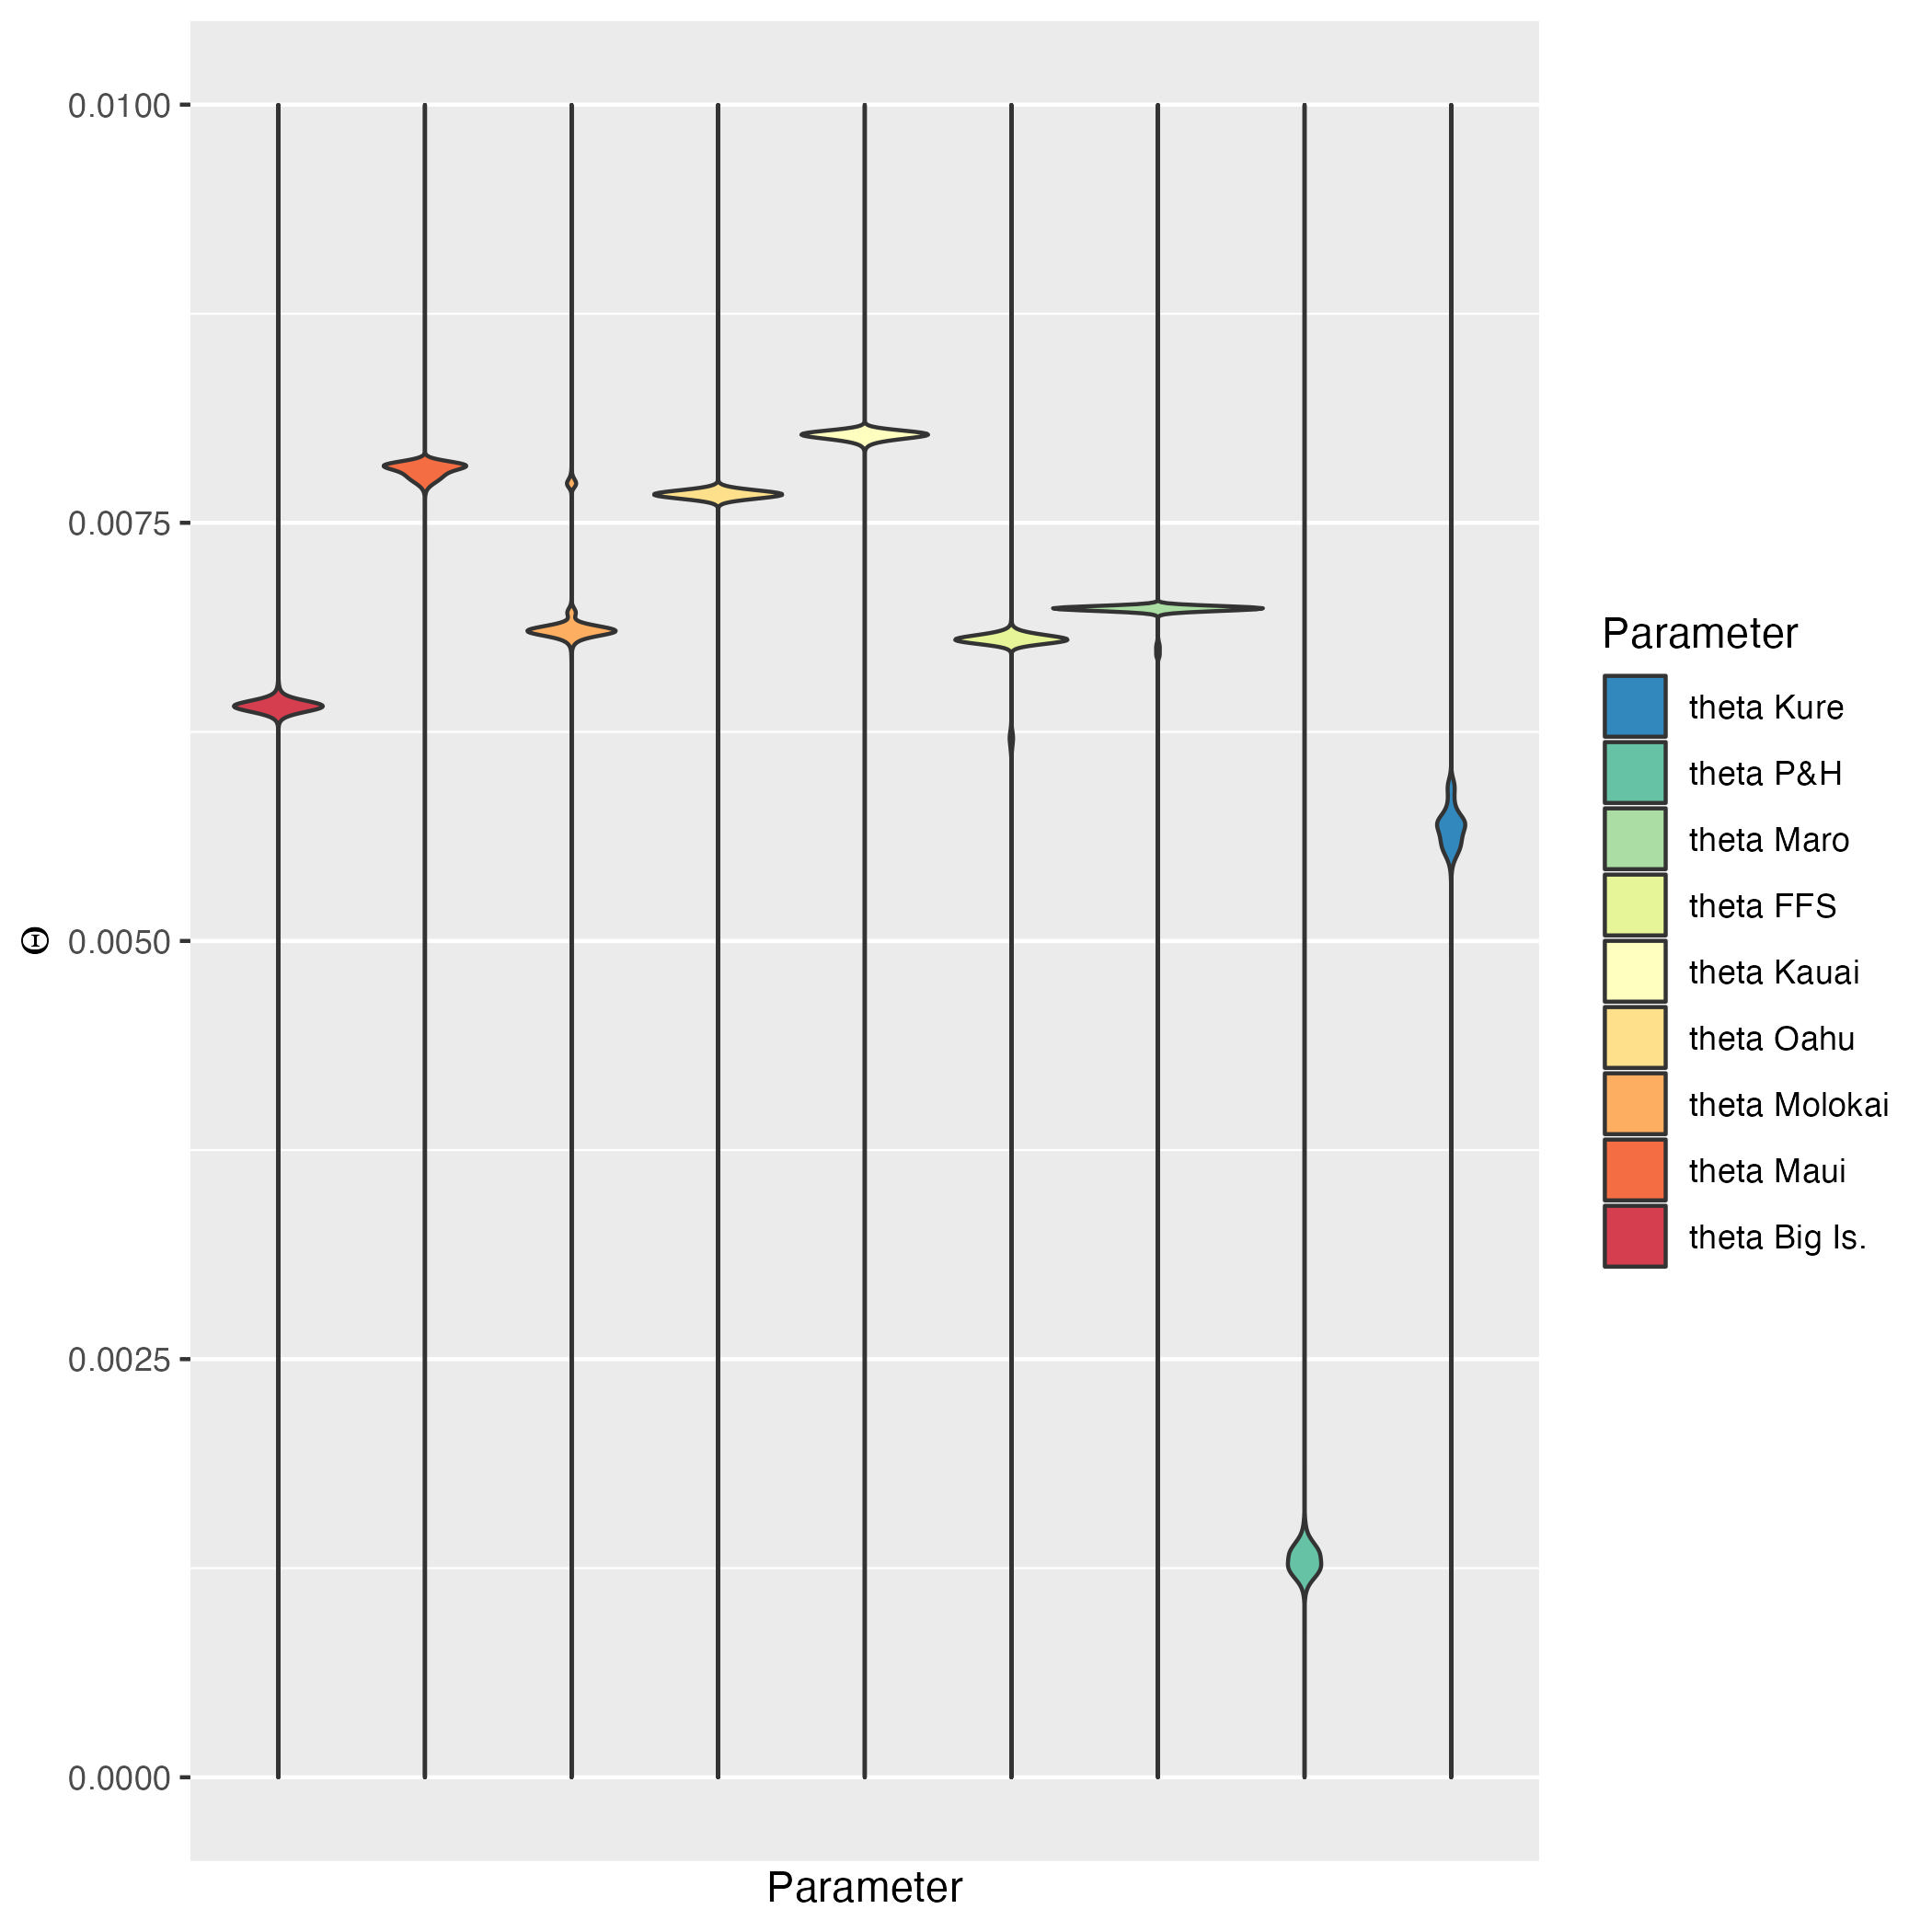 0.0100
0.0075
0.0050
0.0025
0.0000
Θ
Parameter
Parameter
theta Kure
theta P&H
theta Maro
theta FFS
theta Kauai
theta Oahu
theta Molokai
theta Maui
theta Big Is.